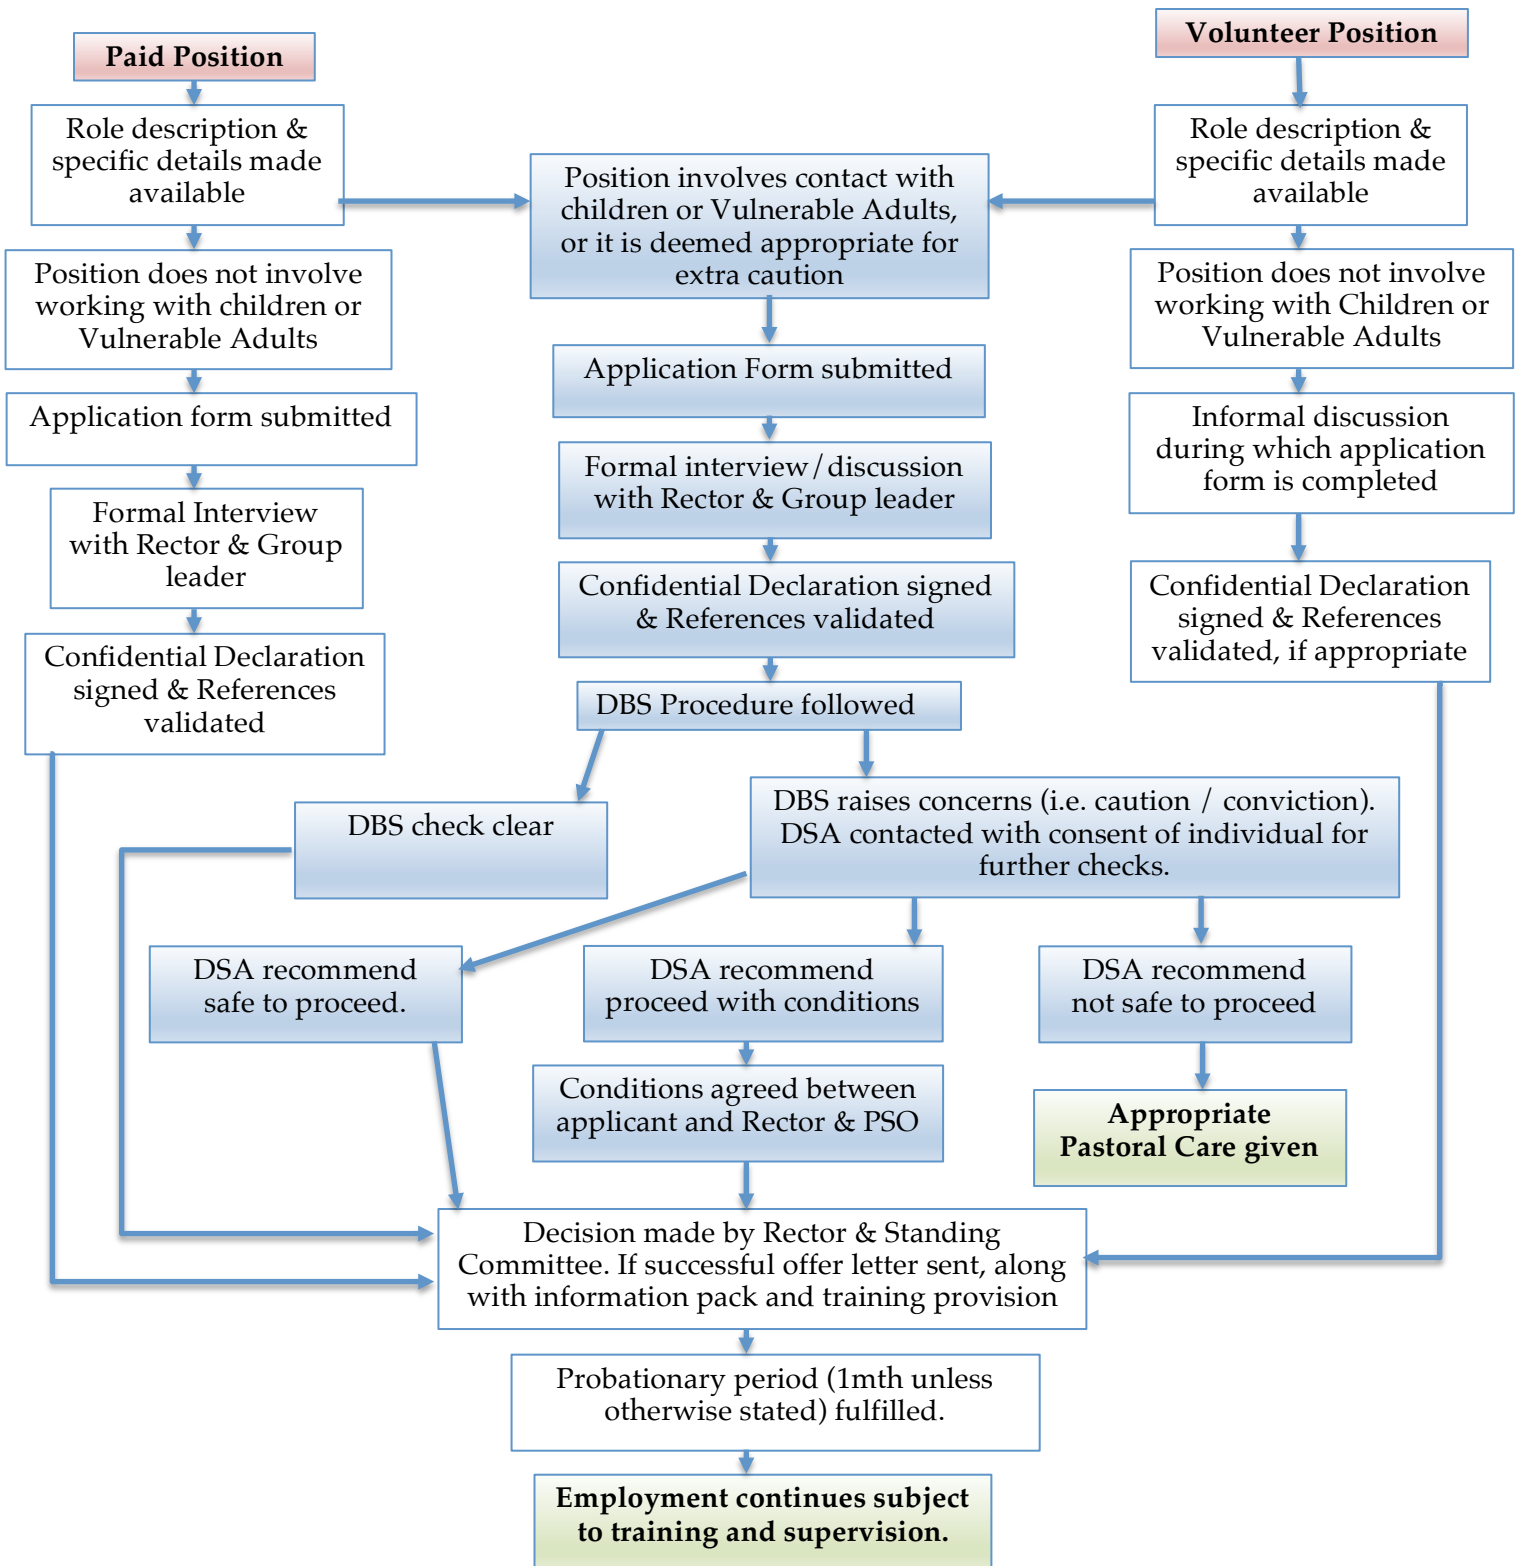 Paid Position
Volunteer Position
Role description &
specific details made
available
Position involves contact with
children or Vulnerable Adults,
or it is deemed appropriate for
extra caution
Role description &
specific details made
available
Position does not involve
working with children or
Vulnerable Adults
Position does not involve
working with Children or
Vulnerable Adults
Application form submitted
Application Form submitted
Informal discussion
during which application
form is completed
Formal Interview
with Rector & Group
leader
Formal interview/discussion
with Rector & Group leader
Confidential Declaration
signed & References
validated
Confidential Declaration signed
& References validated
Confidential Declaration
signed & References
validated, if appropriate
DBS Procedure followed
DBS check clear
DBS raises concerns (i.e. caution / conviction).
DSA contacted with consent of individual for
further checks.
DSA recommend
safe to proceed.
DSA recommend
proceed with conditions
DSA recommend
not safe to proceed
Conditions agreed between
applicant and Rector & PSO
Appropriate
Pastoral Care given
Decision made by Rector & Standing
Committee. If successful offer letter sent, along
with information pack and training provision
Probationary period (1mth unless
otherwise stated) fulfilled.
Employment continues subject
to training and supervision.